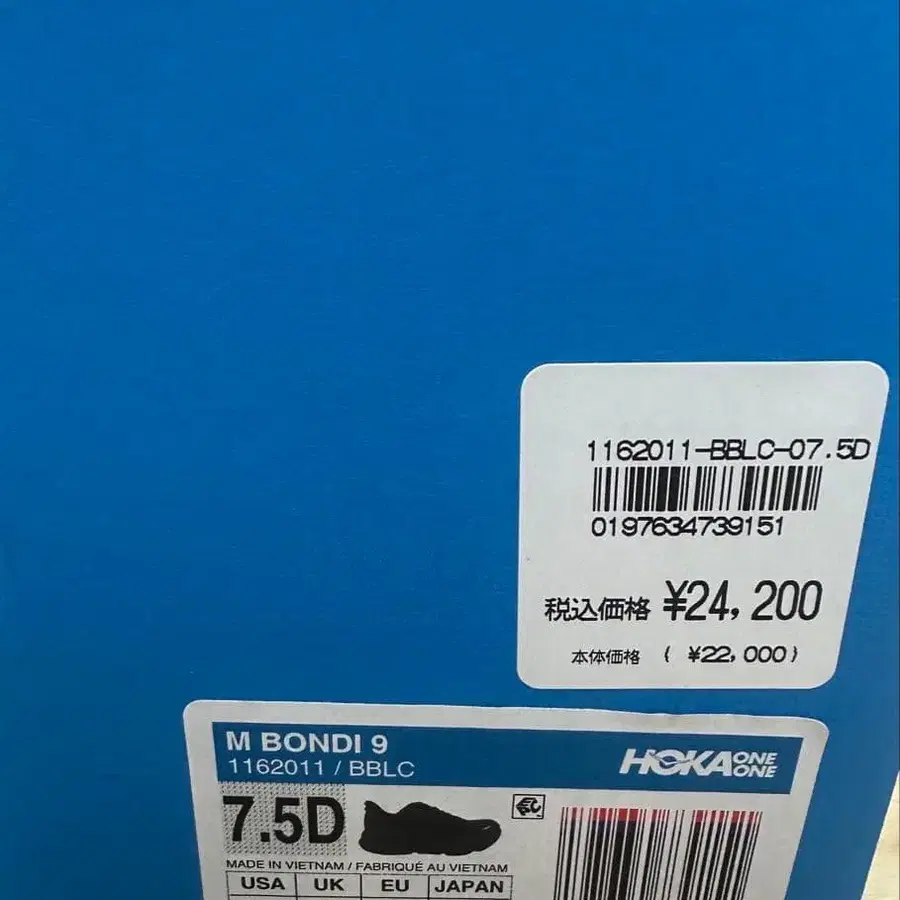 1162011-BBLC-07.5D
0197634739151
税込価格 ¥24,200
本体価格 ( ¥22,000)
M BONDI 9
1162011 / BBLC
HOKA ONE ONE
7.5D
MADE IN VIETNAM / FABRIQUÉ AU VIETNAM
USA UK EU JAPAN